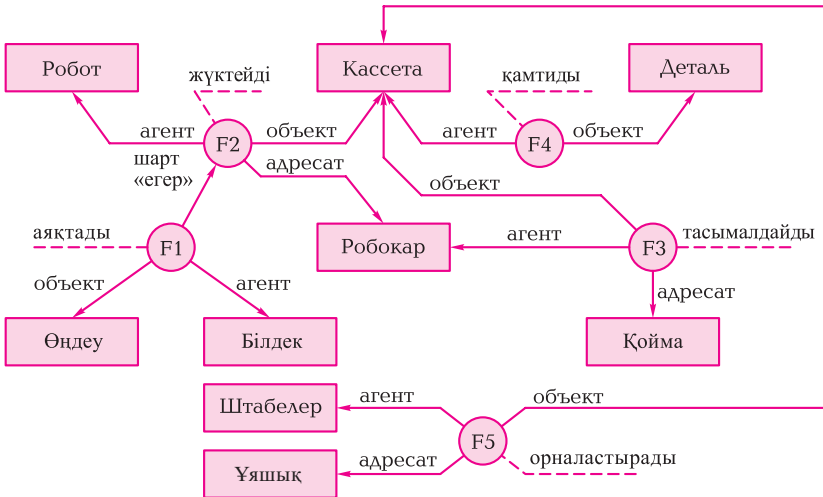 жүктейді
қамтиды
Робот
Кассета
Деталь
агент
F2
объект
агент
F4
объект
шарт
«егер»
адресат
объект
аяқтады
F1
Робокар
агент
F3
тасымалдайды
объект
агент
адресат
Өңдеу
Білдек
Қойма
Штабелер
агент
объект
F5
Ұяшық
адресат
орналастырады